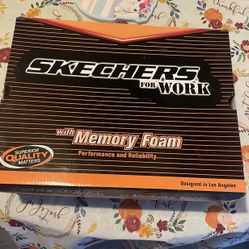 SKECHERS
FOR WORK
with Memory Foam
Performance and Reliability
SUPERIOR
QUALITY
MATTERS
Designed in Los Angeles